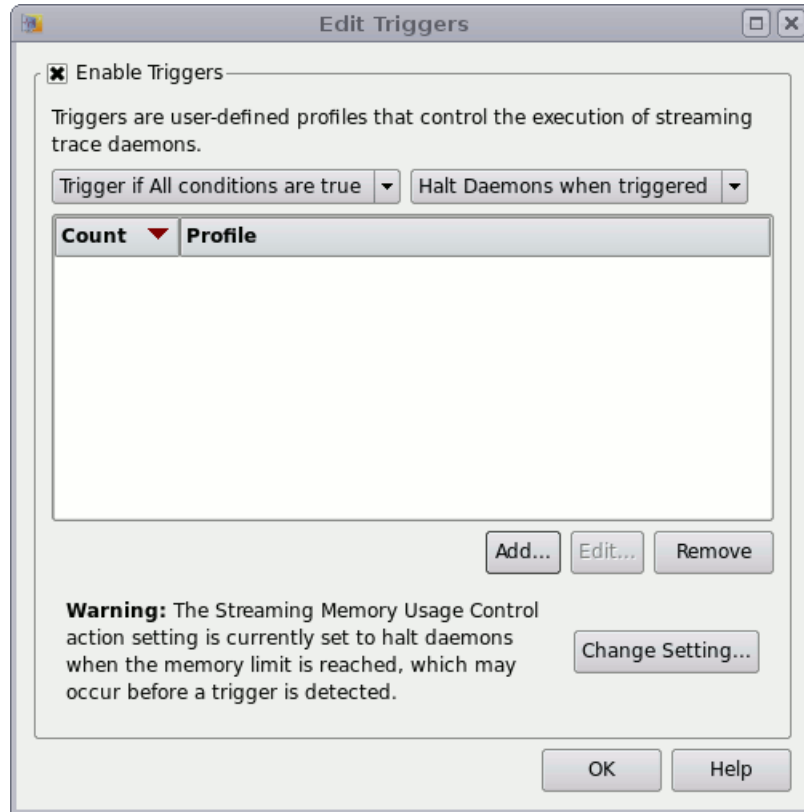 Edit Triggers
Enable Triggers
Triggers are user-defined profiles that control the execution of streaming
trace daemons.
Trigger if All conditions are true Halt Daemons when triggered
Count Profile
Add... Edit... Remove
Warning: The Streaming Memory Usage Control
action setting is currently set to halt daemons
when the memory limit is reached, which may
occur before a trigger is detected.
Change Setting...
OK Help